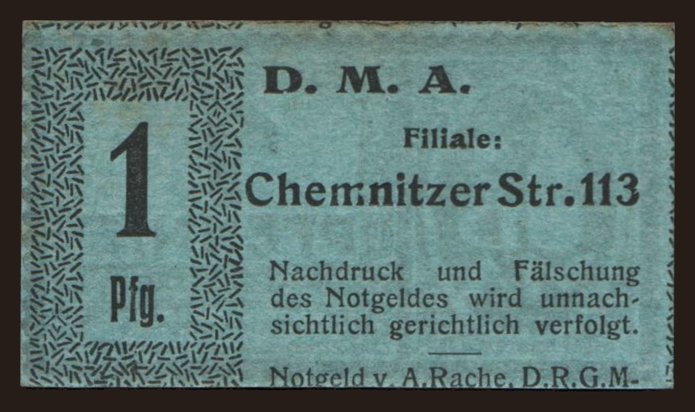 1
Pfg.
D. M. A.
Filiale:
Chemnitzer Str. 113
Nachdruck und Fälschung
des Notgeldes wird unnach-
sichtlich gerichtlich verfolgt.
Notgeld v. A. Rache, D.R.G.M-